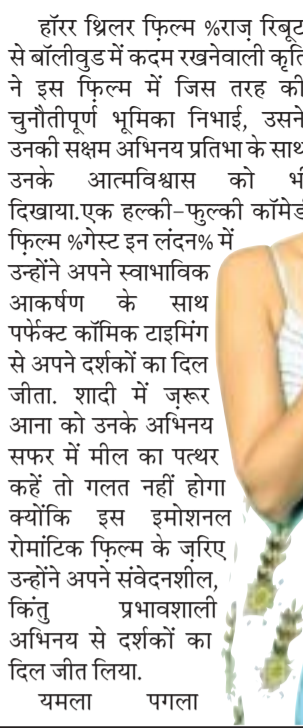 हॉरर थ्रिलर फ़िल्म %राज़ रिबूट
से बॉलीवुड में कदम रखनेवाली कृति
ने इस फ़िल्म में जिस तरह की
चुनौतीपूर्ण भूमिका निभाई, उसने
उनकी सक्षम अभिनय प्रतिभा के साथ
उनके आत्मविश्वास को भी
दिखाया.एक हल्की-फुल्की कॉमेडी
फ़िल्म %गेस्ट इन लंदन% में
उन्होंने अपने स्वाभाविक
आकर्षण के साथ
पर्फेक्ट कॉमिक टाइमिंग
से अपने दर्शकों का दिल
जीता. शादी में ज़रूर
आना को उनके अभिनय
सफर में मील का पत्थर
कहें तो गलत नहीं होगा
क्योंकि इस इमोशनल
रोमांटिक फ़िल्म के ज़रिए
उन्होंने अपने संवेदनशील,
किंतु प्रभावशाली
अभिनय से दर्शकों का
दिल जीत लिया.
यमला पगला